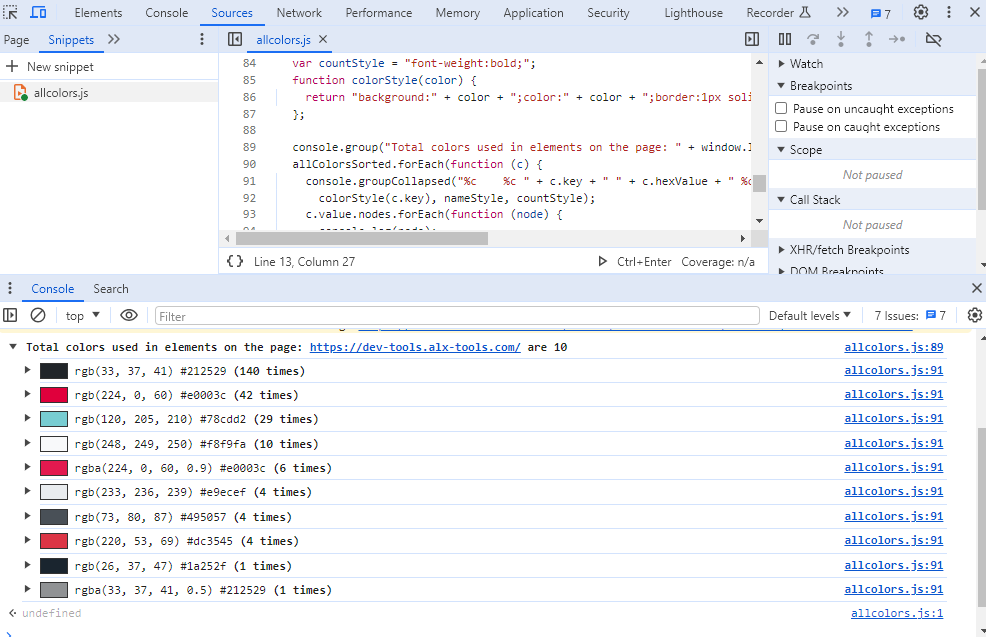 Elements Console Sources Network Performance Memory Application Security Lighthouse Recorder 7
Page Snippets
allcolors.js
New snippet
allcolors.js
84 var countStyle = "font-weight:bold;";
85 function colorStyle(color) {
86 return "background:" + color + ";color:" + color + ";border:1px soli
87 };
88
89 console.group("Total colors used in elements on the page: " + window.l
90 allColorsSorted.forEach(function (c) {
91 console.groupCollapsed("%c %c " + c.key + " " + c.hexValue + " %c
92 colorStyle(c.key), nameStyle, countStyle);
93 c.value.nodes.forEach(function (node) {
94 console.log(node);
{} Line 13, Column 27 Ctrl+Enter Coverage: n/a
Watch
Breakpoints
Pause on uncaught exceptions
Pause on caught exceptions
Scope
Not paused
Call Stack
Not paused
XHR/fetch Breakpoints
DOM Breakpoints
Console Search
top Filter Default levels 7 Issues: 7
Total colors used in elements on the page: https://dev-tools.alx-tools.com/ are 10 allcolors.js:89
rgb(33, 37, 41) #212529 (140 times) allcolors.js:91
rgb(224, 0, 60) #e0003c (42 times) allcolors.js:91
rgb(120, 205, 210) #78cdd2 (29 times) allcolors.js:91
rgb(248, 249, 250) #f8f9fa (10 times) allcolors.js:91
rgba(224, 0, 60, 0.9) #e0003c (6 times) allcolors.js:91
rgb(233, 236, 239) #e9ecef (4 times) allcolors.js:91
rgb(73, 80, 87) #495057 (4 times) allcolors.js:91
rgb(220, 53, 69) #dc3545 (4 times) allcolors.js:91
rgb(26, 37, 47) #1a252f (1 times) allcolors.js:91
rgba(33, 37, 41, 0.5) #212529 (1 times) allcolors.js:91
undefined allcolors.js:1